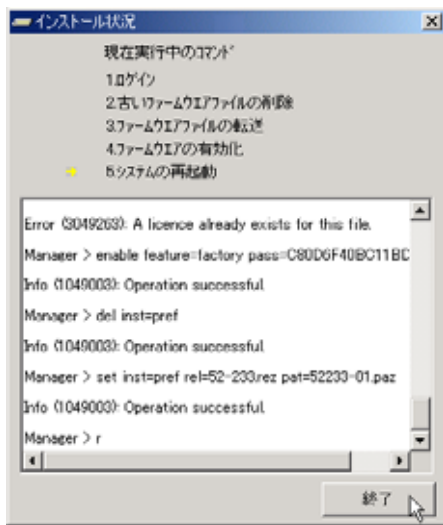 インストール状況
現在実行中のコマンド
1.ログイン
2.古いファームウエアファイルの削除
3.ファームウエアファイルの転送
4.ファームウエアの有効化
5.システムの再起動
Error (3049263): A licence already exists for this file.
Manager > enable feature=factory pass=C80D6F40BC11BD
Info (1049003): Operation successful.
Manager > del inst=pref
Info (1049003): Operation successful.
Manager > set inst=pref rel=52-233.rez pat=52233-01.paz
Info (1049003): Operation successful.
Manager > r
終了